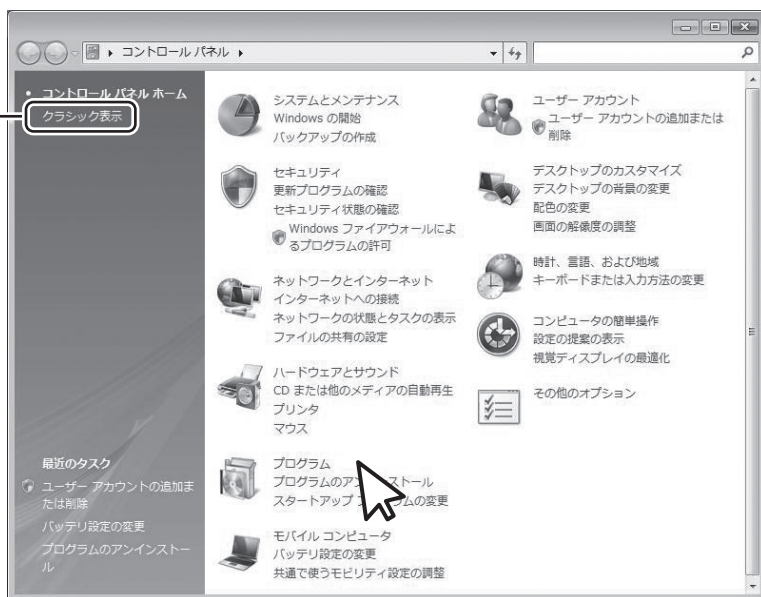 コントロール パネル
コントロール パネル ホーム
クラシック表示
システムとメンテナンス
Windows の開始
バックアップの作成
セキュリティ
更新プログラムの確認
セキュリティ状態の確認
Windows ファイアウォールによ
るプログラムの許可
ネットワークとインターネット
インターネットへの接続
ネットワークの状態とタスクの表示
ファイルの共有の設定
ハードウェアとサウンド
CD または他のメディアの自動再生
プリンタ
マウス
プログラム
プログラムのアンインストール
スタートアップ プログラムの変更
モバイル コンピュータ
バッテリ設定の変更
共通で使うモビリティ設定の調整
ユーザー アカウント
ユーザー アカウントの追加または
削除
デスクトップのカスタマイズ
デスクトップの背景の変更
配色の変更
画面の解像度の調整
時計、言語、および地域
キーボードまたは入力方法の変更
コンピュータの簡単操作
設定の提案の表示
視覚ディスプレイの最適化
その他のオプション
最近のタスク
ユーザー アカウントの追加ま
たは削除
バッテリ設定の変更
プログラムのアンインストー
ル